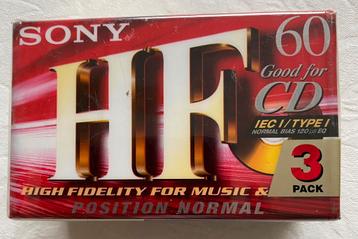 SONY
60
HF
Good for
CD
IEC I / TYPE I
NORMAL BIAS 120 µs EQ
3
PACK
HIGH FIDELITY FOR MUSIC &
POSITION NORMAL